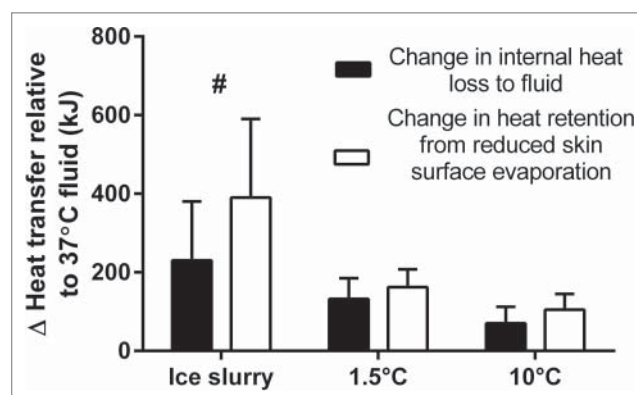 Δ Heat transfer relative
to 37°C fluid (kJ)
800
600
400
200
0
#
Change in internal heat
loss to fluid
Change in heat retention
from reduced skin
surface evaporation
Ice slurry
1.5°C
10°C